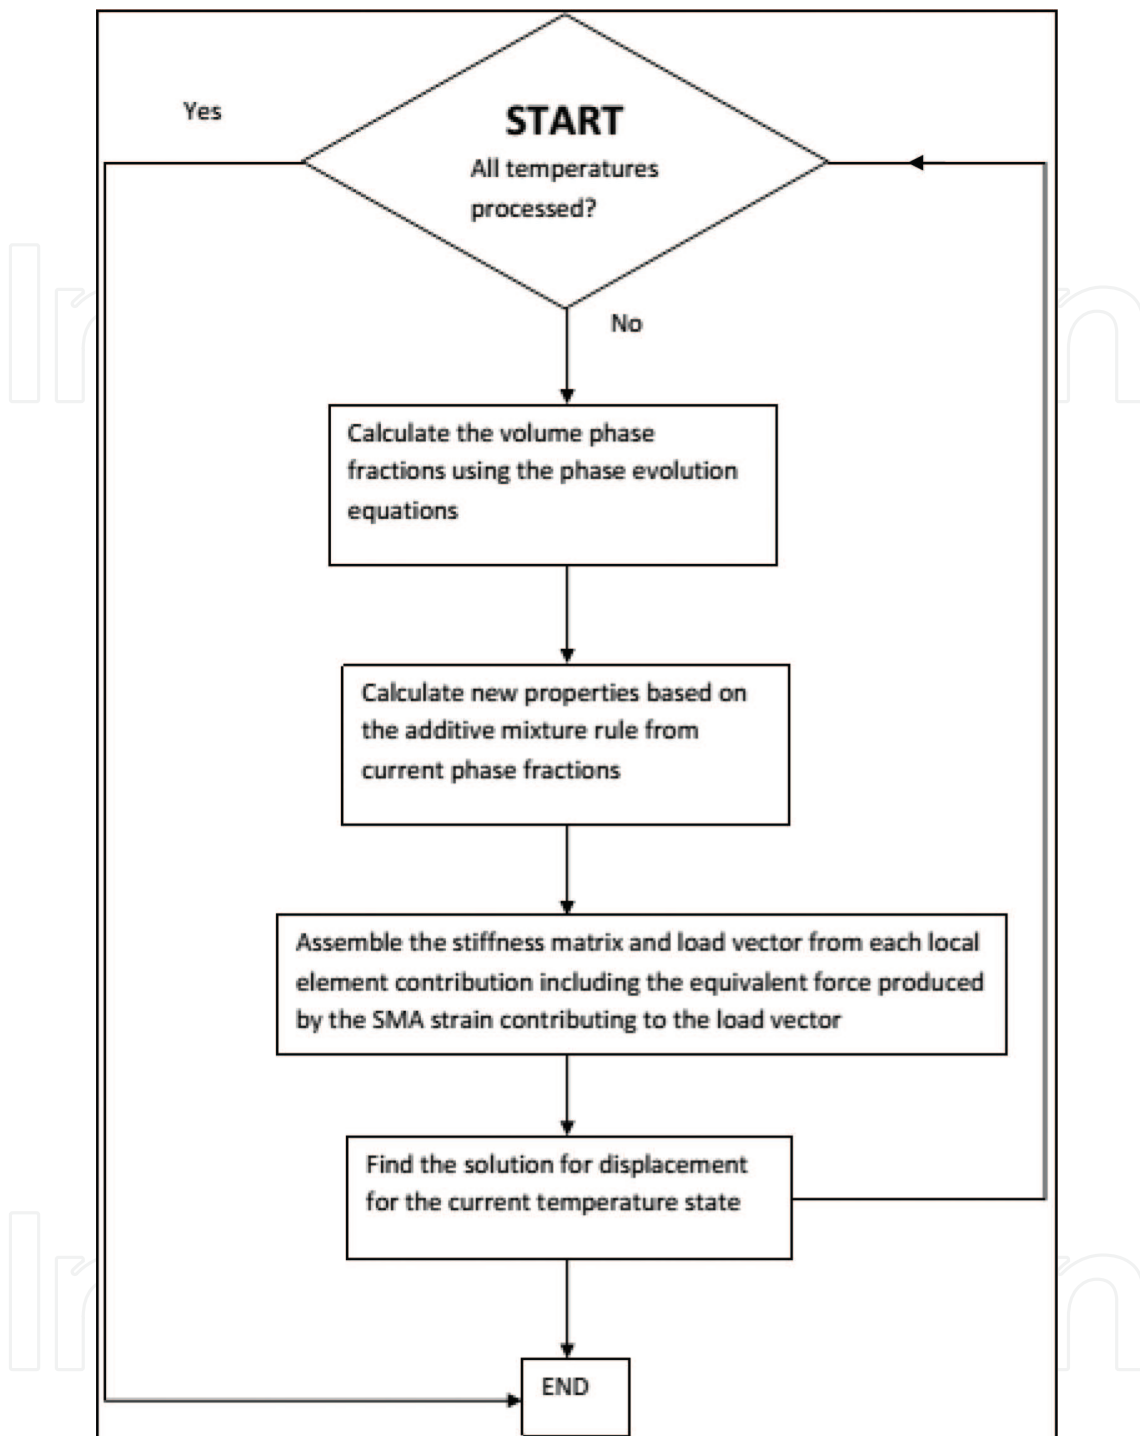 Yes
START
All temperatures
processed?
No
Calculate the volume phase
fractions using the phase evolution
equations
Calculate new properties based on
the additive mixture rule from
current phase fractions
Assemble the stiffness matrix and load vector from each local
element contribution including the equivalent force produced
by the SMA strain contributing to the load vector
Find the solution for displacement
for the current temperature state
END